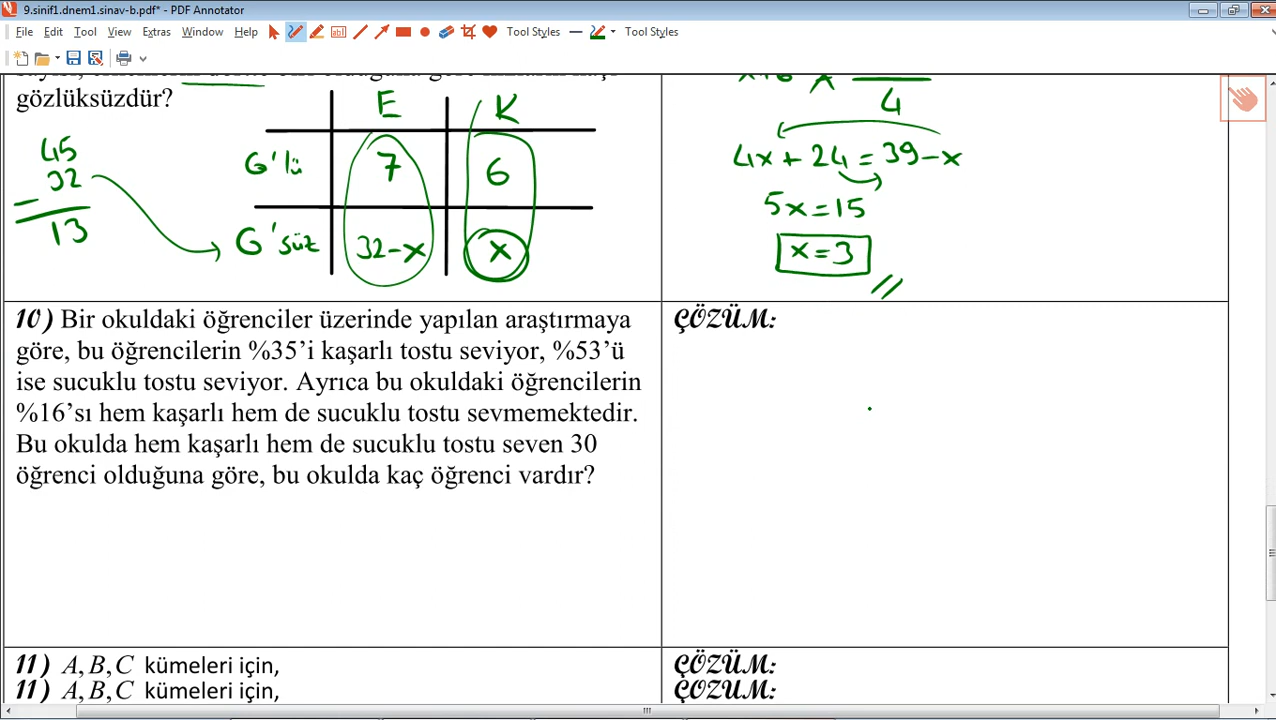 9.sinif1.dnem1.sinav-b.pdf* - PDF Annotator
File Edit Tool View Extras Window Help Tool Styles Tool Styles
gözlüksüzdür?
E K
G'lü 7 6
G'süz 32-x x
45
32
13
4
4x + 24 = 39 - x
5x = 15
x = 3
10) Bir okuldaki öğrenciler üzerinde yapılan araştırmaya
göre, bu öğrencilerin %35'i kaşarlı tostu seviyor, %53'ü
ise sucuklu tostu seviyor. Ayrıca bu okuldaki öğrencilerin
%16'sı hem kaşarlı hem de sucuklu tostu sevmemektedir.
Bu okulda hem kaşarlı hem de sucuklu tostu seven 30
öğrenci olduğuna göre, bu okulda kaç öğrenci vardır?
ÇÖZÜM:
11) A, B, C kümeleri için,
ÇÖZÜM:
11) A, B, C kümeleri için,
ÇOZUM: